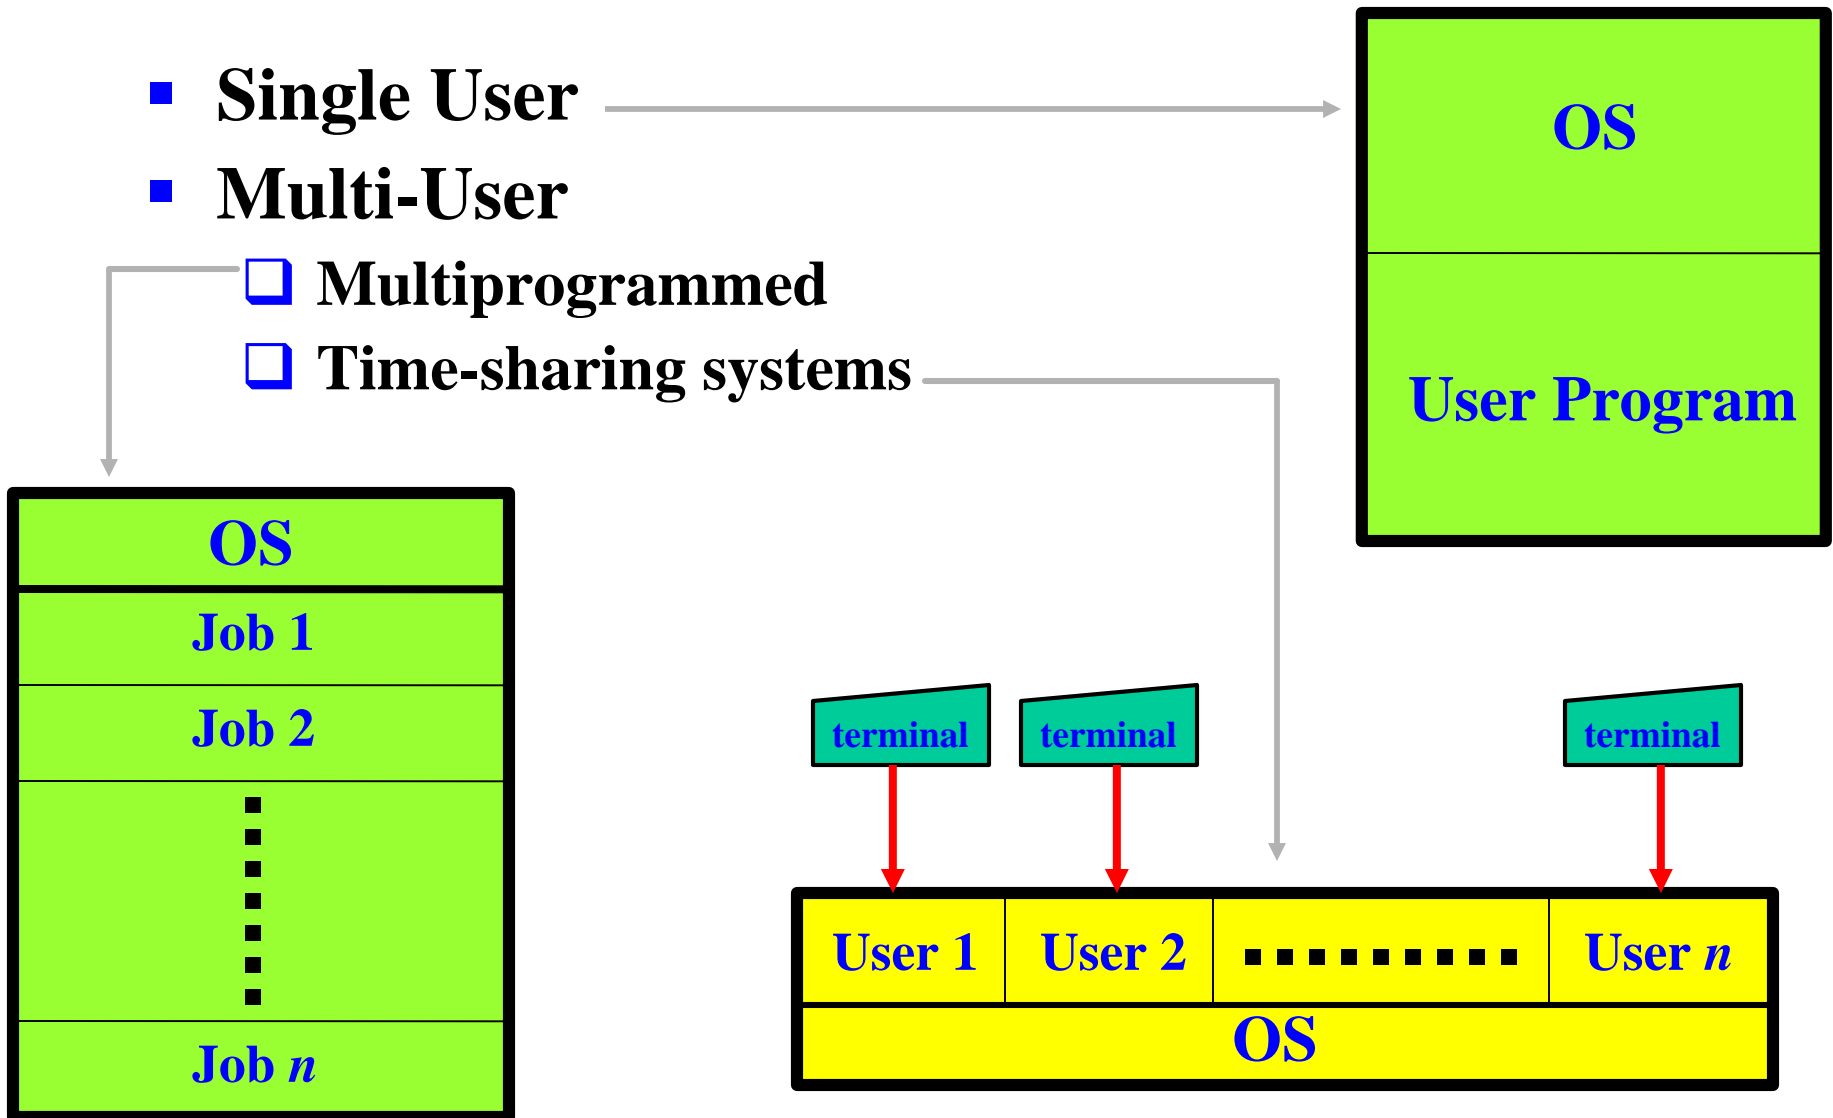 Single User
Multi-User
Multiprogrammed
Time-sharing systems
OS
User Program
OS
Job 1
Job 2
Job n
terminal terminal terminal
User 1 User 2 User n
OS